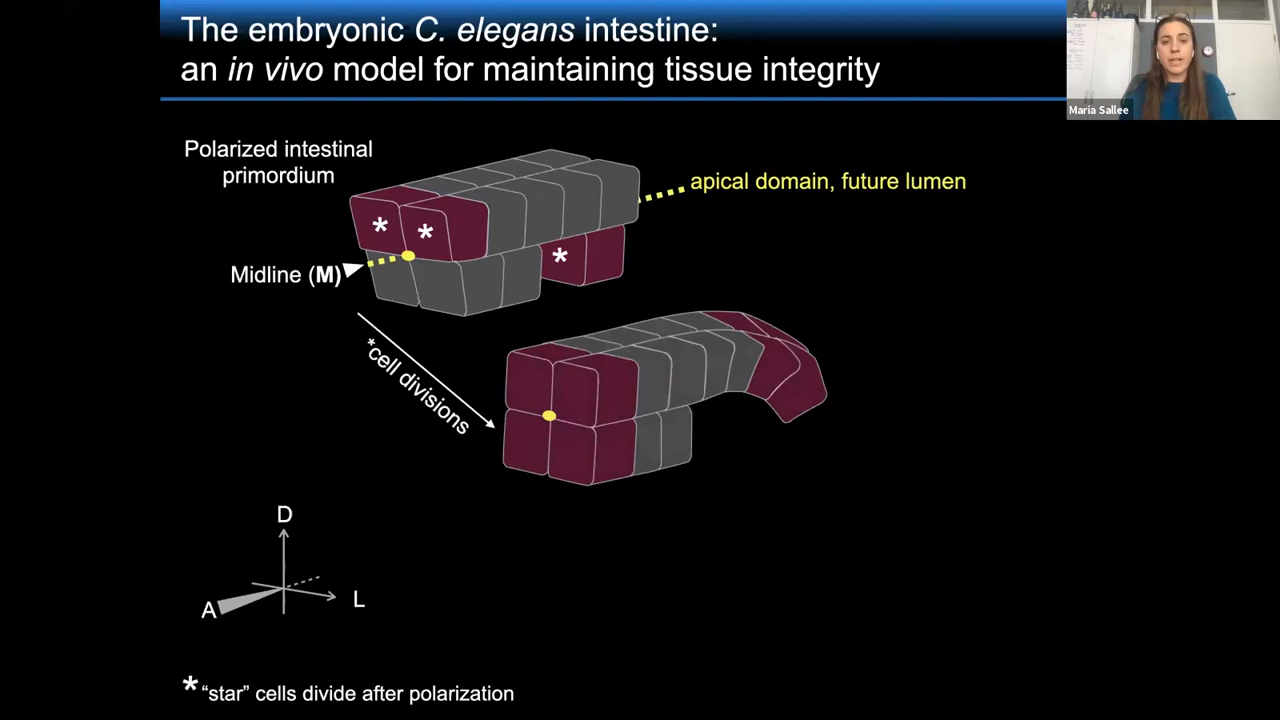 The embryonic C. elegans intestine:
an in vivo model for maintaining tissue integrity
Maria Sallee
Polarized intestinal
primordium
apical domain, future lumen
* *
*
Midline (M)
*cell divisions
D
A
L
* “star” cells divide after polarization